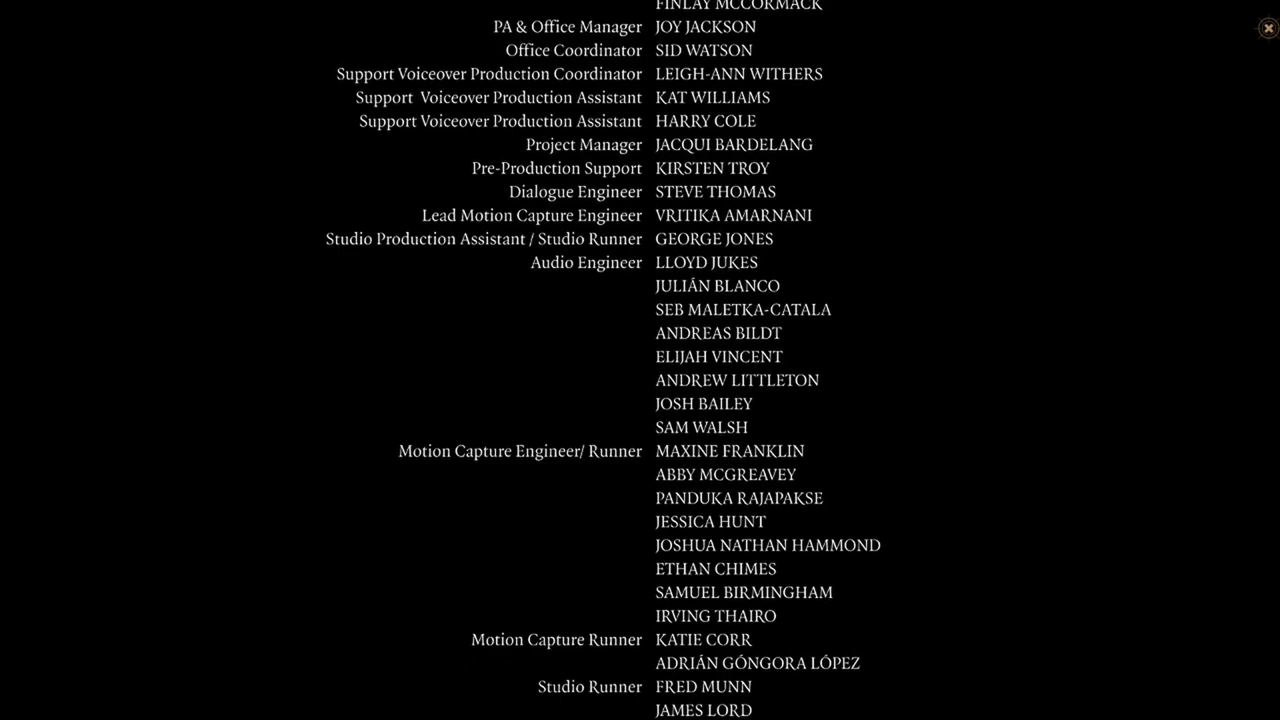 FINLAY MCCORMACK
PA & Office Manager JOY JACKSON
Office Coordinator SID WATSON
Support Voiceover Production Coordinator LEIGH-ANN WITHERS
Support Voiceover Production Assistant KAT WILLIAMS
Support Voiceover Production Assistant HARRY COLE
Project Manager JACQUI BARDELANG
Pre-Production Support KIRSTEN TROY
Dialogue Engineer STEVE THOMAS
Lead Motion Capture Engineer VRITIKA AMARNANI
Studio Production Assistant / Studio Runner GEORGE JONES
Audio Engineer LLOYD JUKES
JULIÁN BLANCO
SEB MALETKA-CATALA
ANDREAS BILDT
ELIJAH VINCENT
ANDREW LITTLETON
JOSH BAILEY
SAM WALSH
Motion Capture Engineer/ Runner MAXINE FRANKLIN
ABBY MCGREAVEY
PANDUKA RAJAPAKSE
JESSICA HUNT
JOSHUA NATHAN HAMMOND
ETHAN CHIMES
SAMUEL BIRMINGHAM
IRVING THAIRO
Motion Capture Runner KATIE CORR
ADRIÁN GÓNGORA LÓPEZ
Studio Runner FRED MUNN
JAMES LORD